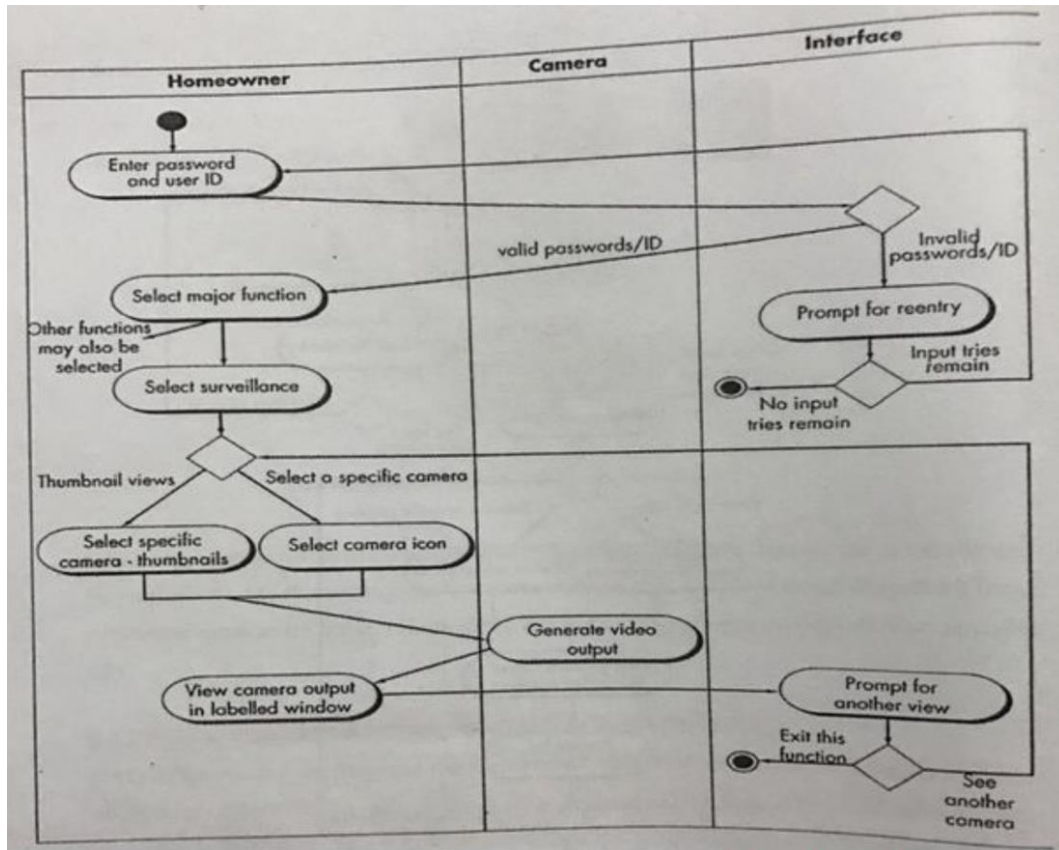 Homeowner
Camera
Interface
Enter password
and user ID
valid passwords/ID
Invalid
passwords/ID
Select major function
Prompt for reentry
Other functions
may also be
selected
Input tries
remain
Select surveillance
No input
tries remain
Thumbnail views
Select a specific camera
Select specific
camera - thumbnails
Select camera icon
Generate video
output
View camera output
in labelled window
Prompt for
another view
Exit this
function
See
another
camera